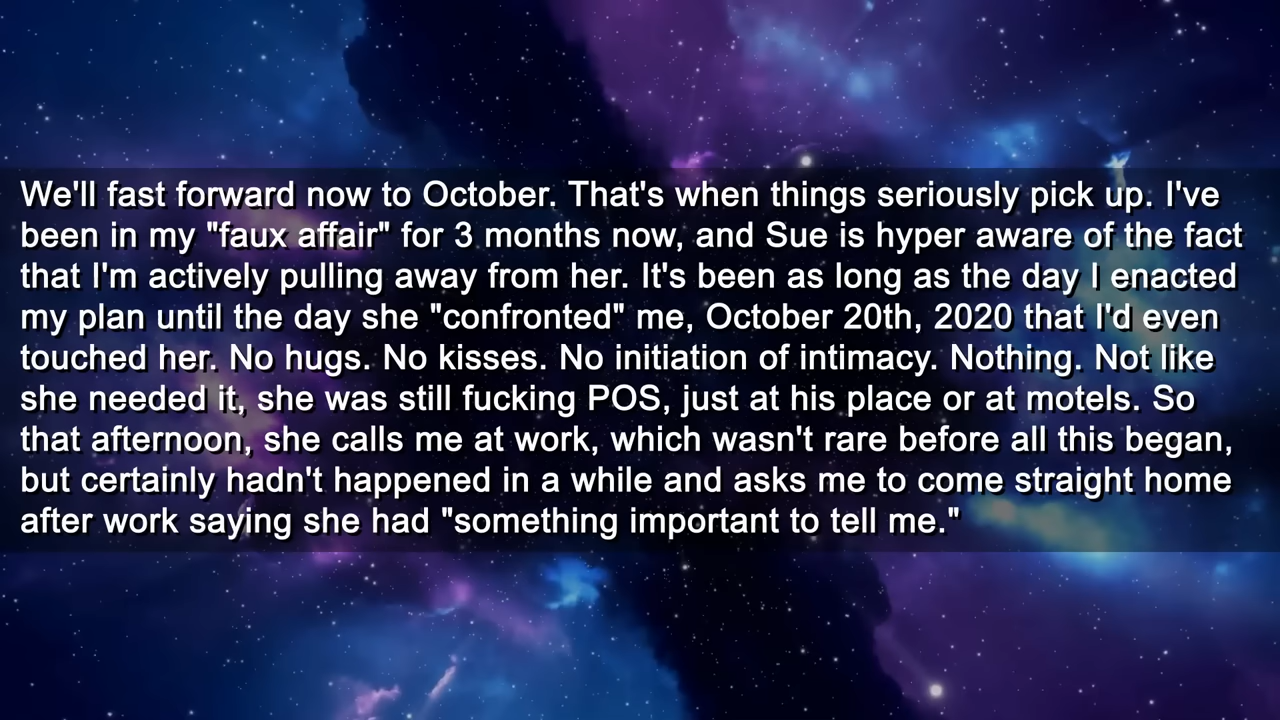 We'll fast forward now to October. That's when things seriously pick up. I've
been in my "faux affair" for 3 months now, and Sue is hyper aware of the fact
that I'm actively pulling away from her. It's been as long as the day I enacted
my plan until the day she "confronted" me, October 20th, 2020 that I'd even
touched her. No hugs. No kisses. No initiation of intimacy. Nothing. Not like
she needed it, she was still fucking POS, just at his place or at motels. So
that afternoon, she calls me at work, which wasn't rare before all this began,
but certainly hadn't happened in a while and asks me to come straight home
after work saying she had "something important to tell me."